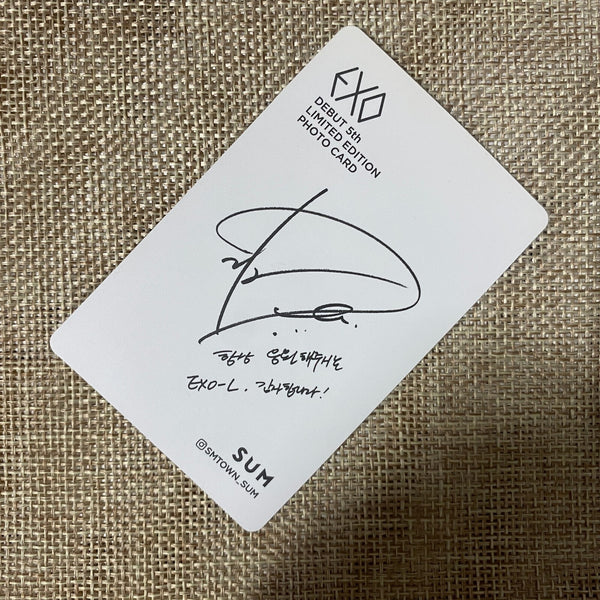 EXO
DEBUT 5th
LIMITED EDITION
PHOTO CARD
항상 응원해주시는
EXO-L. 감사합니다!
SUM
@SMTOWN_SUM